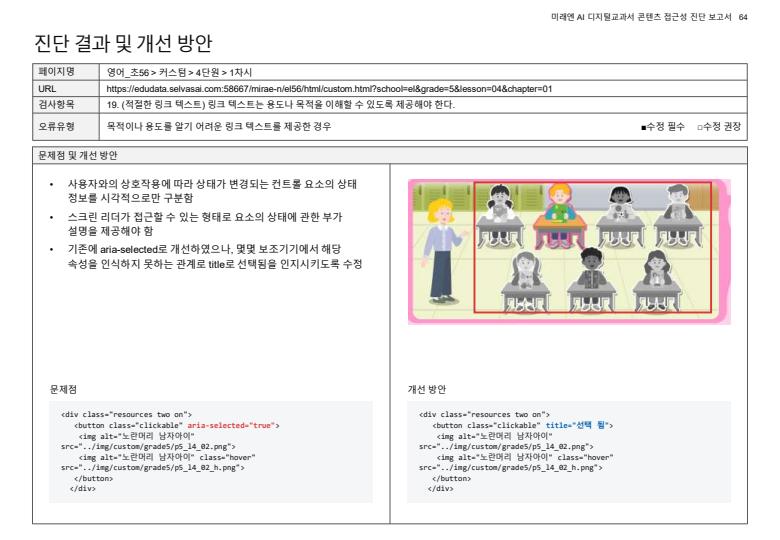 미래엔 AI 디지털교과서 콘텐츠 접근성 진단 보고서 64
진단 결과 및 개선 방안
페이지명 영어_초56 > 커스텀 > 4단원 > 1차시
URL https://edudata.selvasai.com:58667/mirae-n/el56/html/custom.html?school=el&grade=5&lesson=04&chapter=01
검사항목 19. (적절한 링크 텍스트) 링크 텍스트는 용도나 목적을 이해할 수 있도록 제공해야 한다.
오류유형 목적이나 용도를 알기 어려운 링크 텍스트를 제공한 경우 ■수정 필수 □수정 권장
문제점 및 개선 방안
• 사용자와의 상호작용에 따라 상태가 변경되는 컨트롤 요소의 상태
정보를 시각적으로만 구분함
• 스크린 리더가 접근할 수 있는 형태로 요소의 상태에 관한 부가
설명을 제공해야 함
• 기존에 aria-selected로 개선하였으나, 몇몇 보조기기에서 해당
속성을 인식하지 못하는 관계로 title로 선택됨을 인지시키도록 수정
문제점
<div class="resources two on">
<button class="clickable" aria-selected="true">
<img alt="노란머리 남자아이"
src="../img/custom/grade5/p5_l4_02.png">
<img alt="노란머리 남자아이" class="hover"
src="../img/custom/grade5/p5_l4_02_h.png">
</button>
</div>
개선 방안
<div class="resources two on">
<button class="clickable" title="선택 됨">
<img alt="노란머리 남자아이"
src="../img/custom/grade5/p5_l4_02.png">
<img alt="노란머리 남자아이" class="hover"
src="../img/custom/grade5/p5_l4_02_h.png">
</button>
</div>